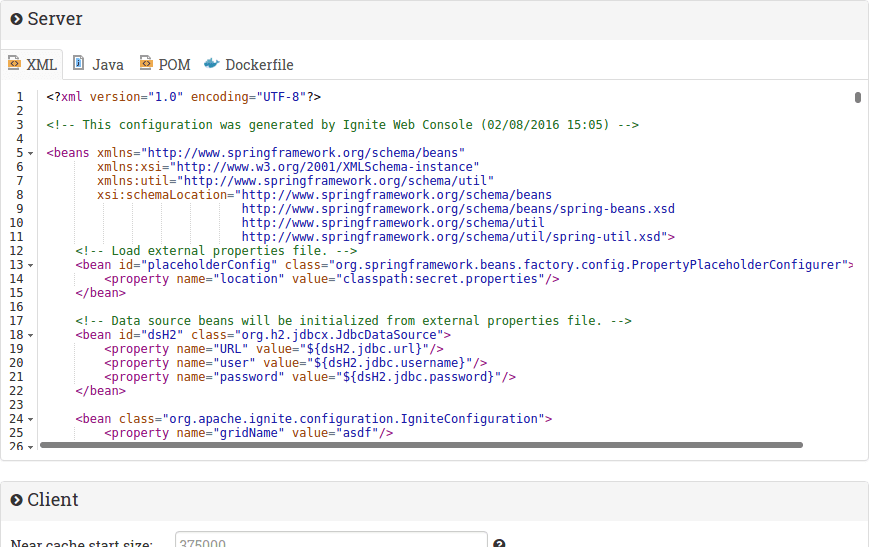 Server
XML Java POM Dockerfile
1 <?xml version="1.0" encoding="UTF-8"?>
2
3 <!-- This configuration was generated by Ignite Web Console (02/08/2016 15:05) -->
4
5 <beans xmlns="http://www.springframework.org/schema/beans"
6 xmlns:xsi="http://www.w3.org/2001/XMLSchema-instance"
7 xmlns:util="http://www.springframework.org/schema/util"
8 xsi:schemaLocation="http://www.springframework.org/schema/beans
9 http://www.springframework.org/schema/beans/spring-beans.xsd
10 http://www.springframework.org/schema/util
11 http://www.springframework.org/schema/util/spring-util.xsd">
12 <!-- Load external properties file. -->
13 <bean id="placeholderConfig" class="org.springframework.beans.factory.config.PropertyPlaceholderConfigurer">
14 <property name="location" value="classpath:secret.properties"/>
15 </bean>
16
17 <!-- Data source beans will be initialized from external properties file. -->
18 <bean id="dsH2" class="org.h2.jdbcx.JdbcDataSource">
19 <property name="URL" value="${dsH2.jdbc.url}"/>
20 <property name="user" value="${dsH2.jdbc.username}"/>
21 <property name="password" value="${dsH2.jdbc.password}"/>
22 </bean>
23
24 <bean class="org.apache.ignite.configuration.IgniteConfiguration">
25 <property name="gridName" value="asdf"/>
26
Client
Near cache start size: 375000